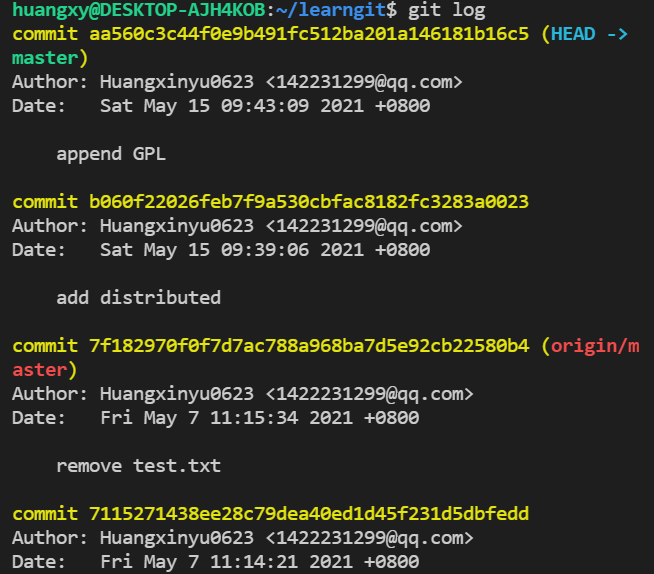 huangxy@DESKTOP-AJH4KOB:~/learngit$ git log
commit aa560c3c44f0e9b491fc512ba201a146181b16c5 (HEAD ->
master)
Author: Huangxinyu0623 <142231299@qq.com>
Date:   Sat May 15 09:43:09 2021 +0800
append GPL
commit b060f22026feb7f9a530cbfac8182fc3283a0023
Author: Huangxinyu0623 <142231299@qq.com>
Date:   Sat May 15 09:39:06 2021 +0800
add distributed
commit 7f182970f0f7d7ac788a968ba7d5e92cb22580b4 (origin/m
aster)
Author: Huangxinyu0623 <1422231299@qq.com>
Date:   Fri May 7 11:15:34 2021 +0800
remove test.txt
commit 7115271438ee28c79dea40ed1d45f231d5dbfedd
Author: Huangxinyu0623 <1422231299@qq.com>
Date:   Fri May 7 11:14:21 2021 +0800